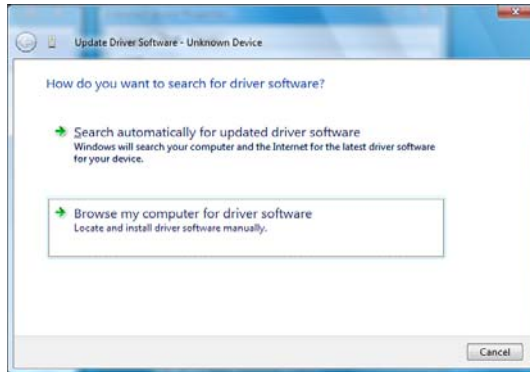 Update Driver Software - Unknown Device
How do you want to search for driver software?
Search automatically for updated driver software
Windows will search your computer and the Internet for the latest driver software
for your device.
Browse my computer for driver software
Locate and install driver software manually.
Cancel